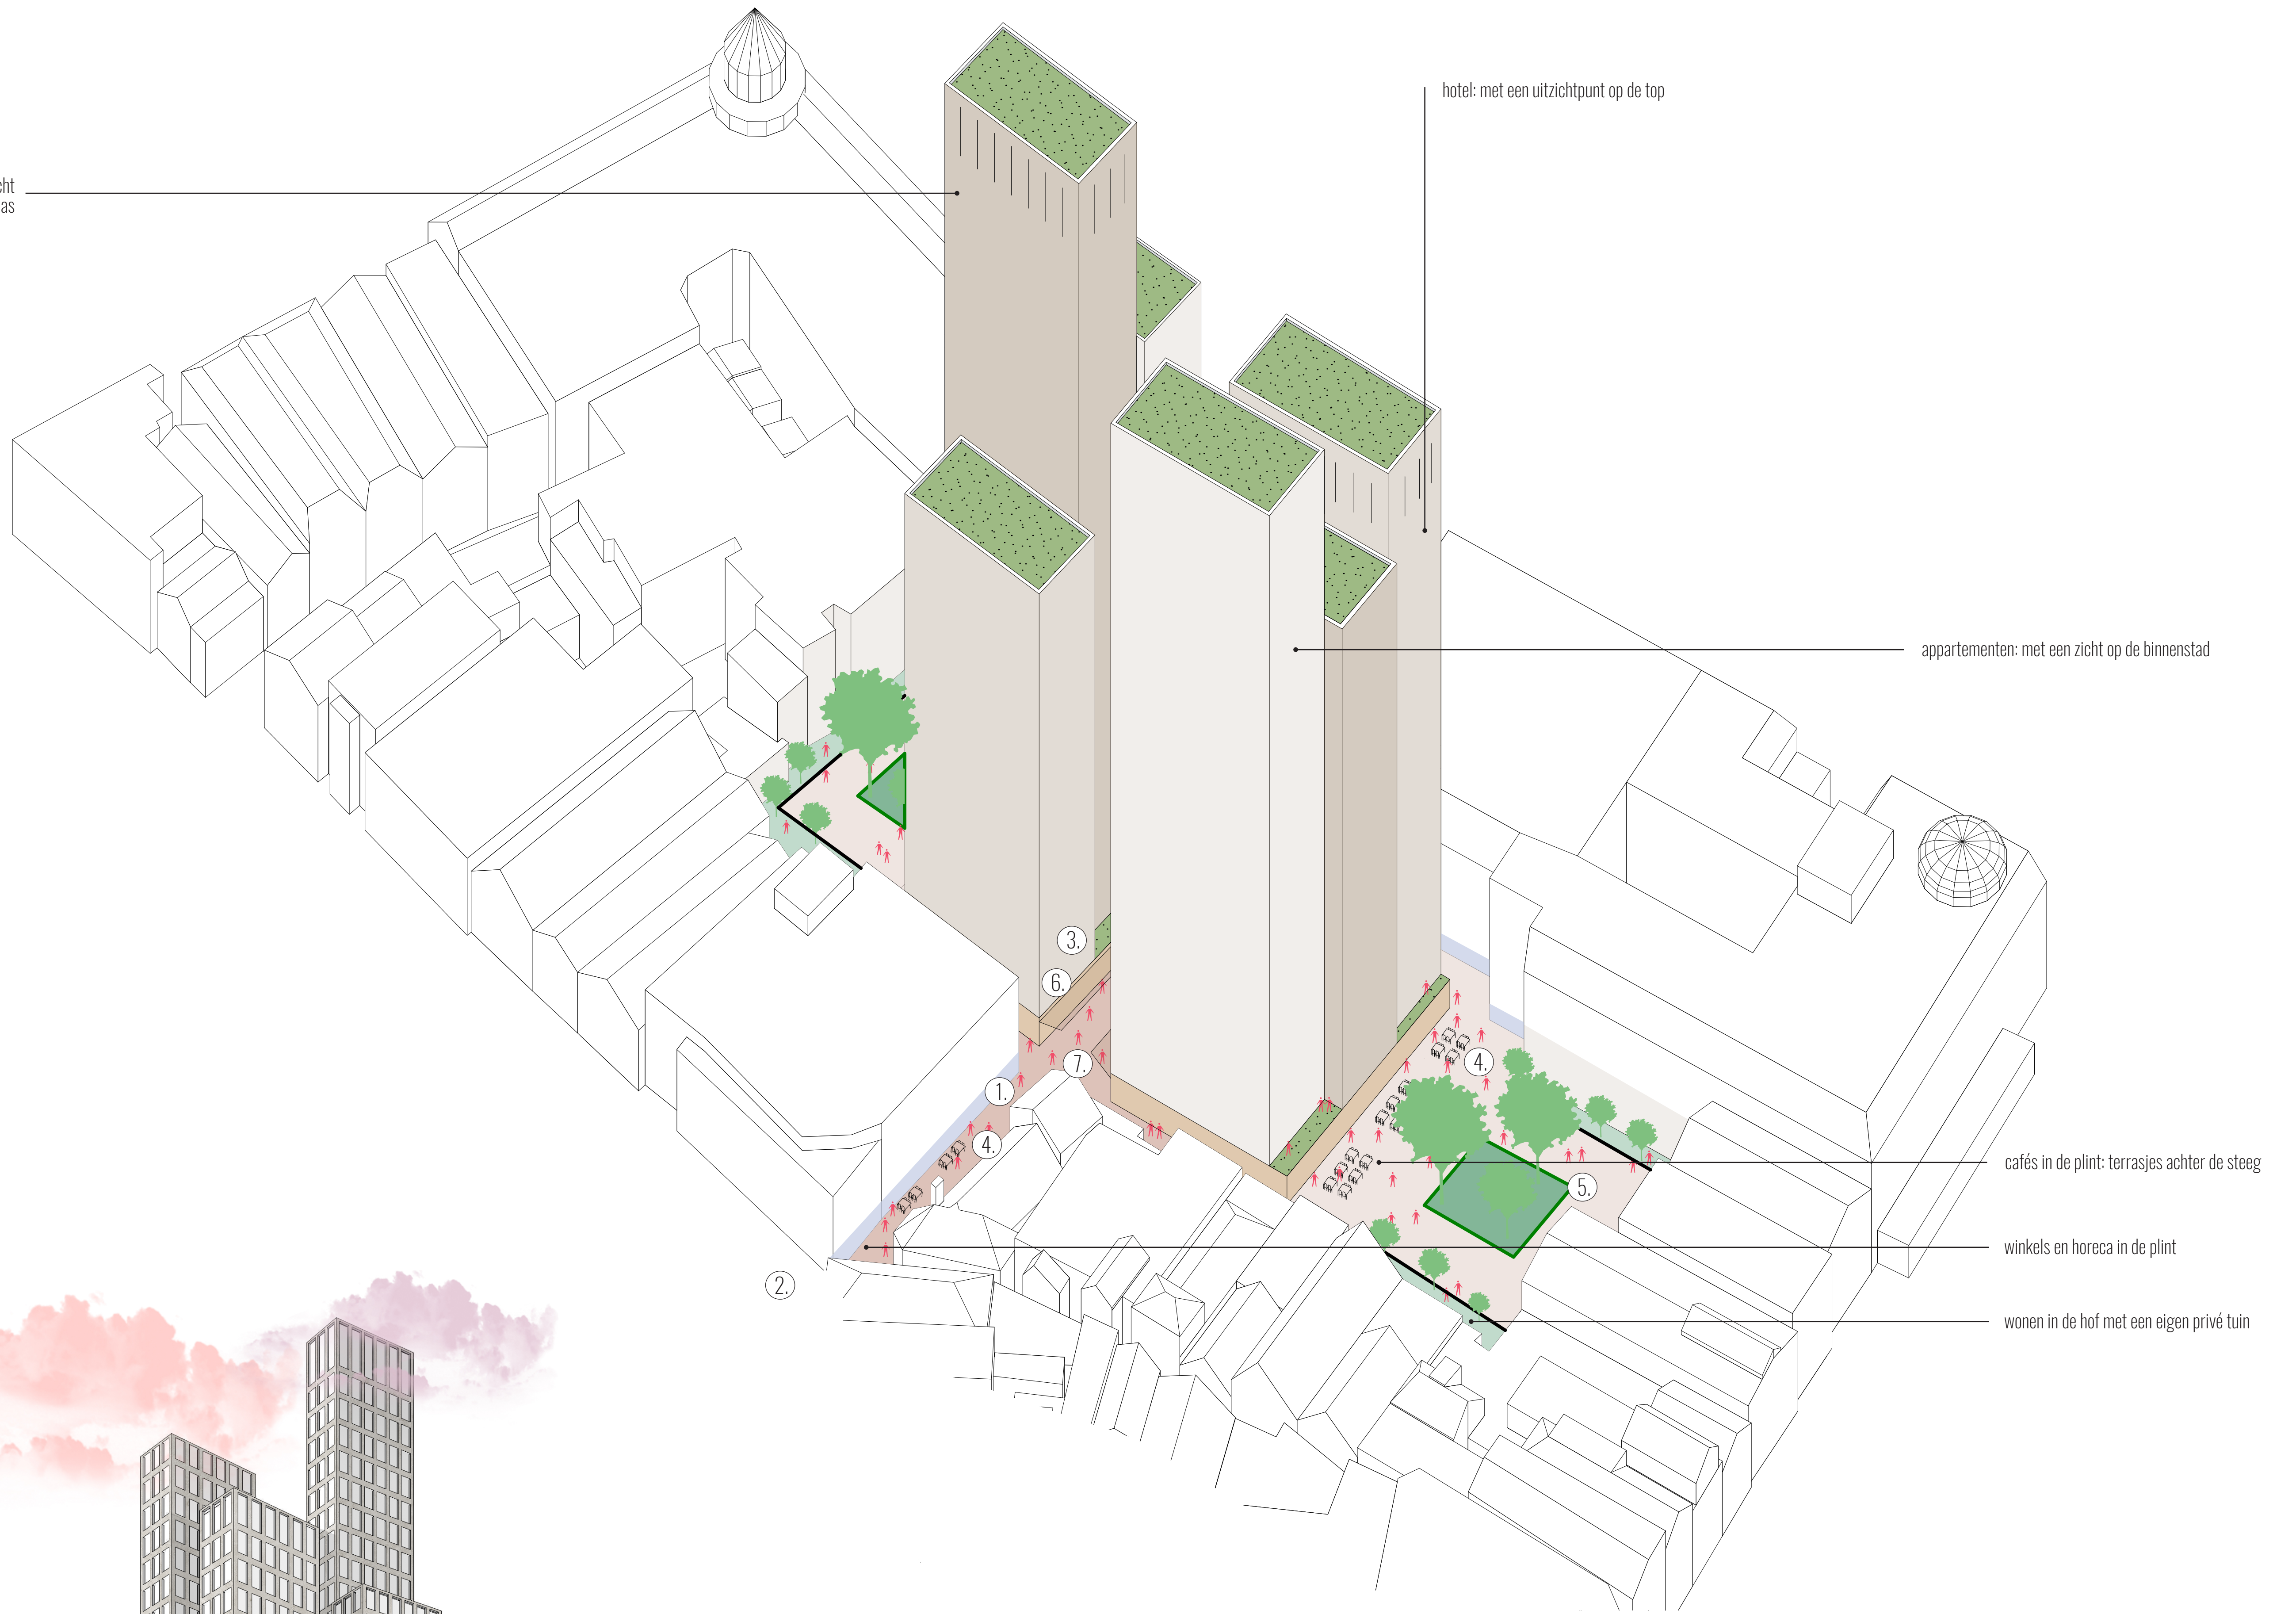 hotel: met een uitzichtpunt op de top
appartementen: met een zicht op de binnenstad
3.
6.
7.
4.
1.
4.
cafés in de plint: terrasjes achter de steeg
5.
winkels en horeca in de plint
2.
wonen in de hof met een eigen privé tuin